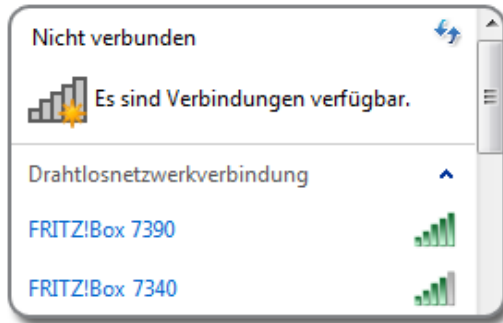 Nicht verbunden
Es sind Verbindungen verfügbar.
Drahtlosnetzwerkverbindung
FRITZ!Box 7390
FRITZ!Box 7340